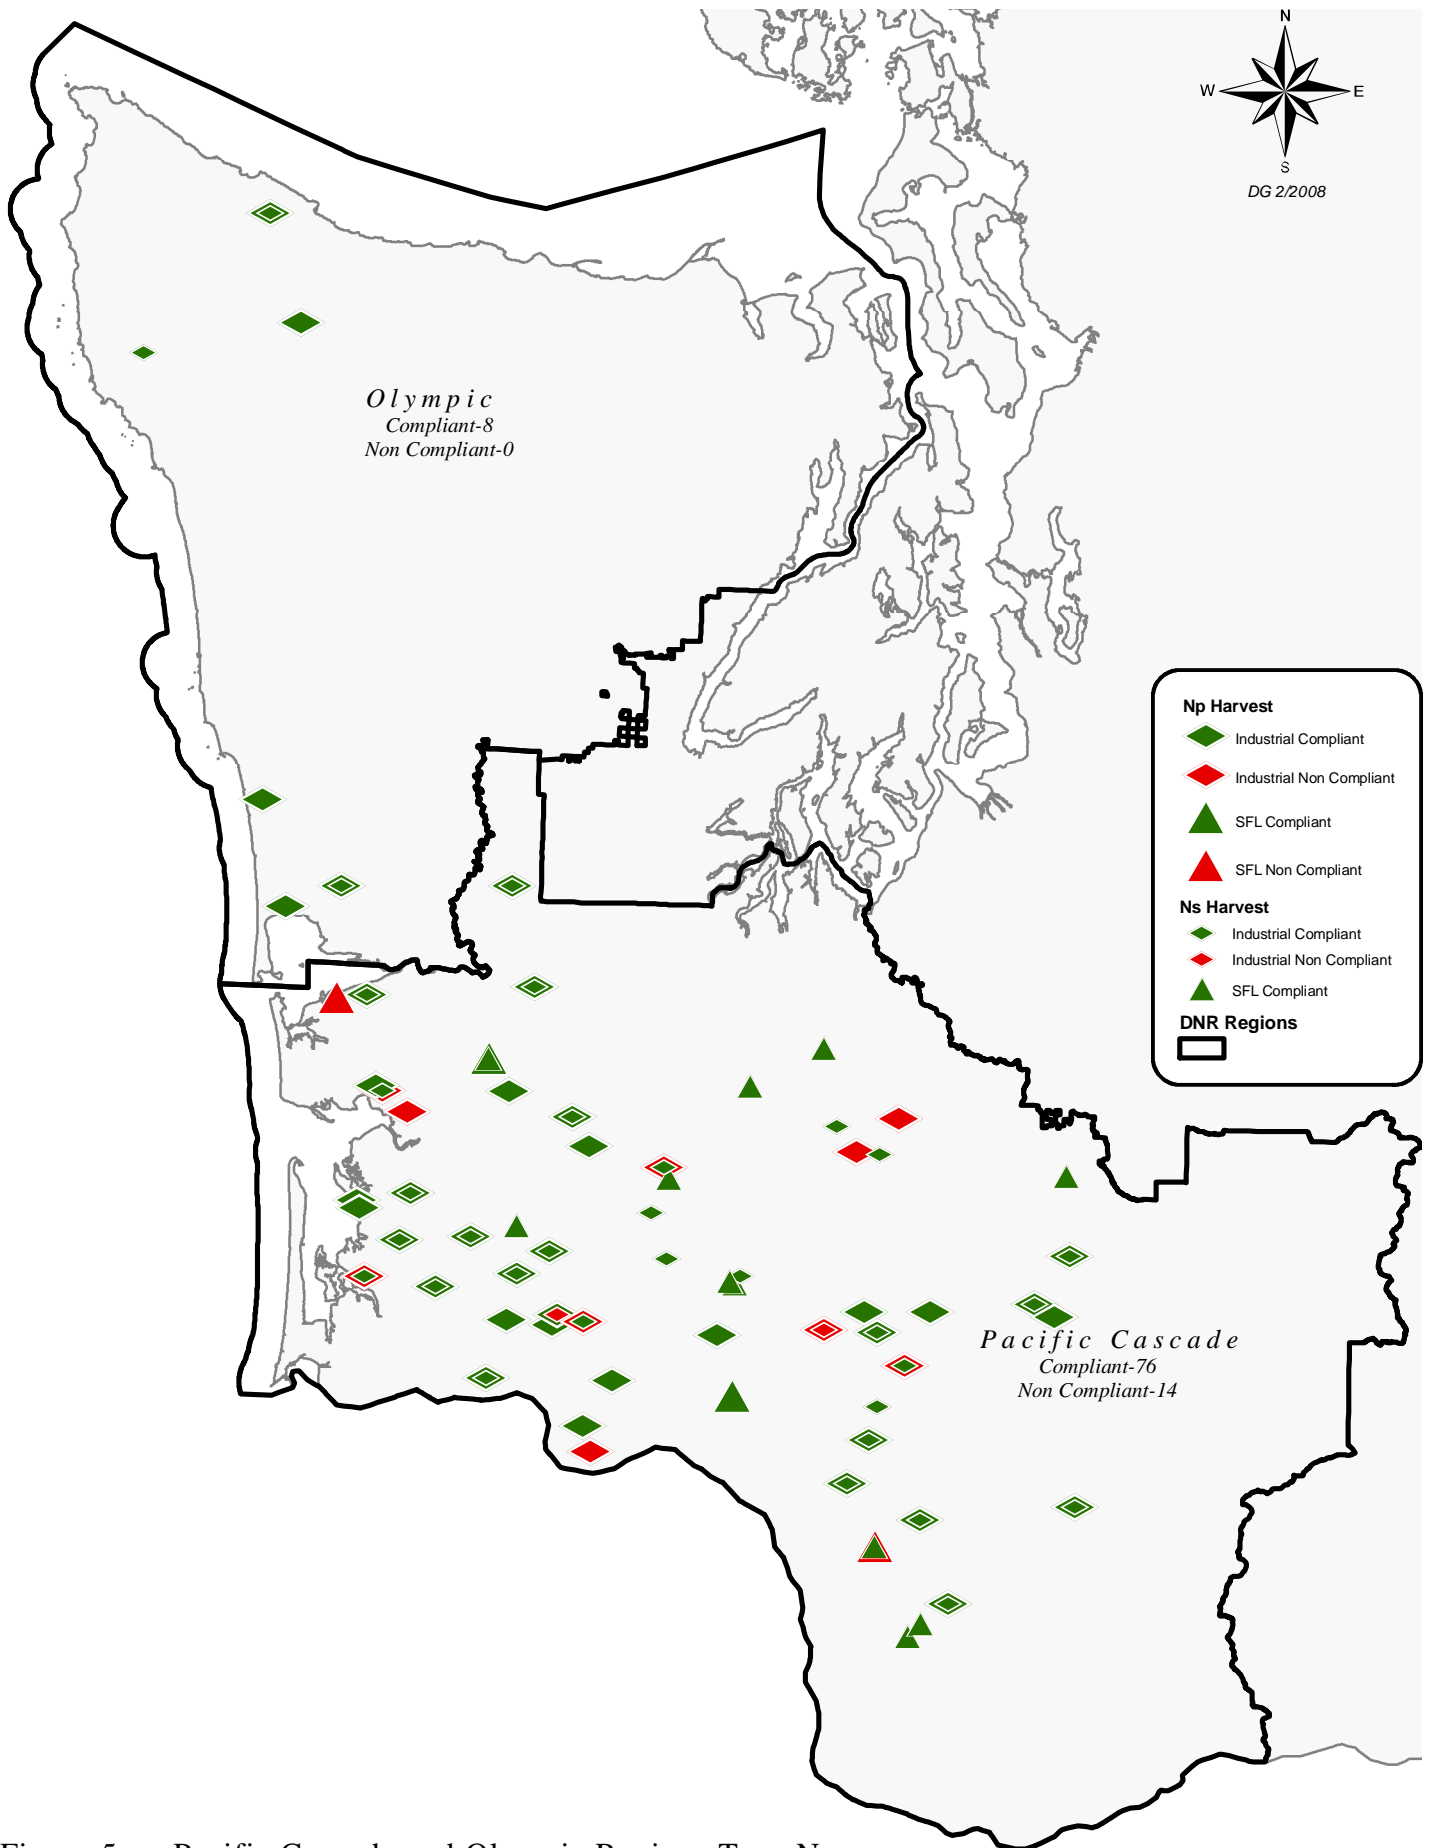 N
W E
S
DG 2/2008
Olympic
Compliant-8
Non Compliant-0
Np Harvest
Industrial Compliant
Industrial Non Compliant
SFL Compliant
SFL Non Compliant
Ns Harvest
Industrial Compliant
Industrial Non Compliant
SFL Compliant
DNR Regions
Pacific Cascade
Compliant-76
Non Compliant-14